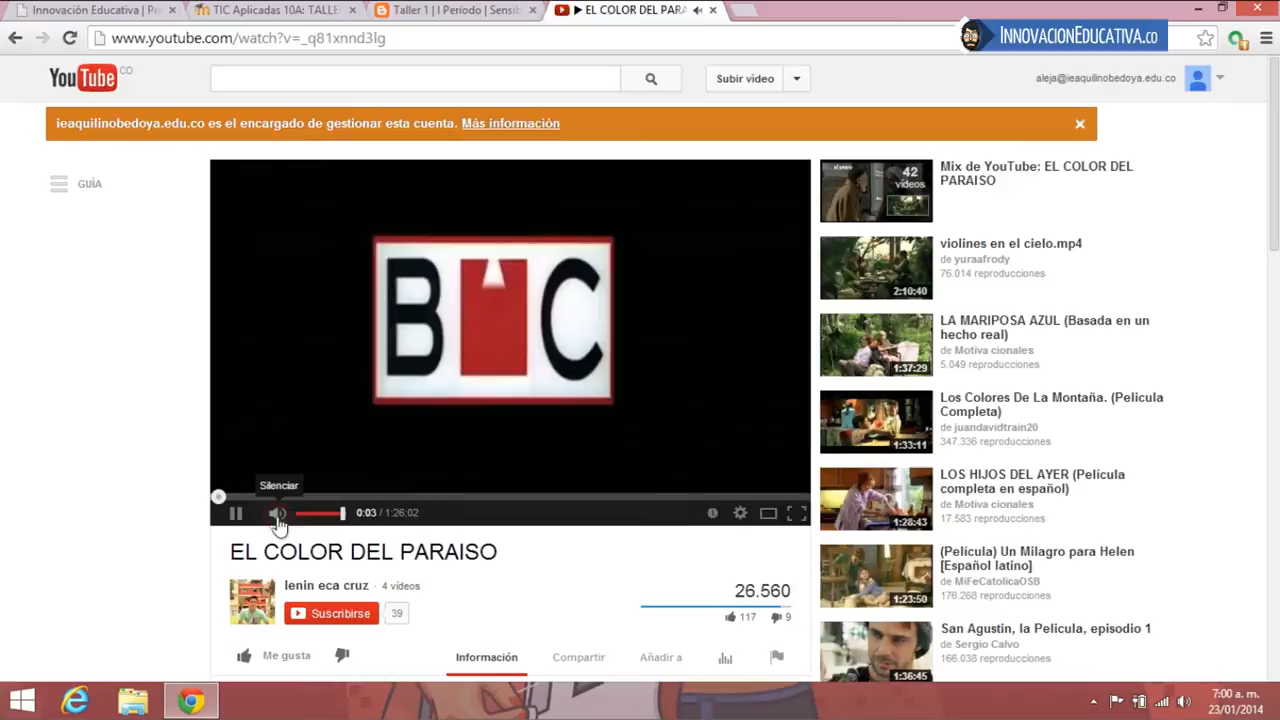 Innovación Educativa | Pr
TIC Aplicadas 10A: TALLE
Taller 1 | I Período | Sensib
▶ EL COLOR DEL PARA
www.youtube.com/watch?v=_q81xnnd3lg
INNOVACIONEDUCATIVA.CO
YouTube CO
Subir video
aleja@ieaquilinobedoya.edu.co
ieaquilinobedoya.edu.co es el encargado de gestionar esta cuenta. Más información
GUÍA
BMC
Silenciar
0:03 / 1:26:02
EL COLOR DEL PARAISO
lenin eca cruz · 4 videos
Suscribirse 39
26.560
117 9
Me gusta
Información
Compartir
Añadir a
42
videos
Mix de YouTube: EL COLOR DEL
PARAISO
violines en el cielo.mp4
de yuraafrody
76.014 reproducciones
2:10:40
LA MARIPOSA AZUL (Basada en un
hecho real)
de Motiva cionales
5.049 reproducciones
1:37:29
Los Colores De La Montaña. (Pelicula
Completa)
de juandavidtrain20
347.336 reproducciones
1:33:11
LOS HIJOS DEL AYER (Película
completa en español)
de Motiva cionales
17.583 reproducciones
1:28:43
(Película) Un Milagro para Helen
[Español latino]
de MiFeCatolicaOSB
176.268 reproducciones
1:23:50
San Agustin, la Pelicula, episodio 1
de Sergio Calvo
166.038 reproducciones
1:36:45
7:00 a. m.
23/01/2014